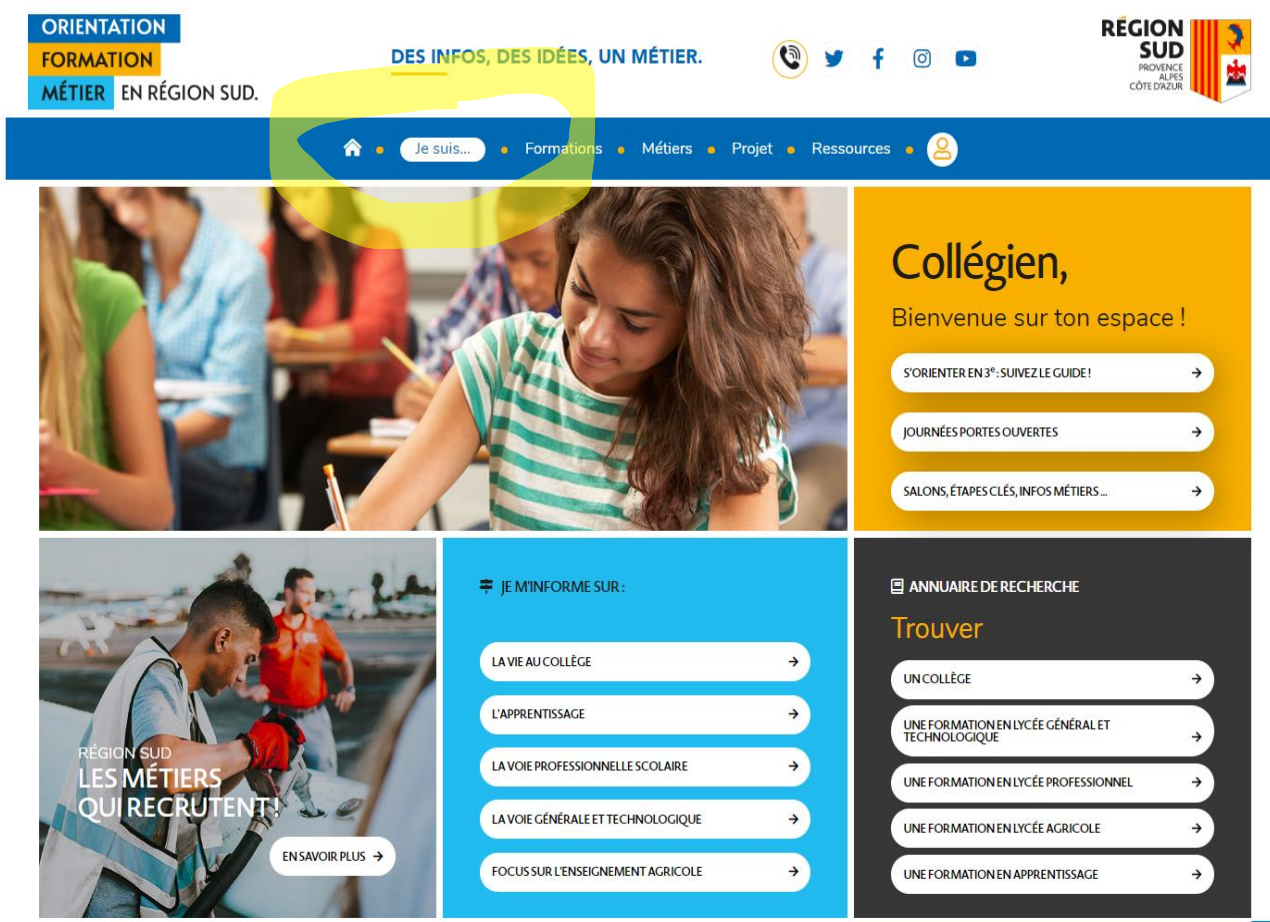 ORIENTATION
FORMATION
MÉTIER EN RÉGION SUD.
DES INFOS, DES IDÉES, UN MÉTIER.
RÉGION
SUD
PROVENCE
ALPES
CÔTE D'AZUR
Je suis...
Formations
Métiers
Projet
Ressources
Collégien,
Bienvenue sur ton espace !
S'ORIENTER EN 3e : SUIVEZ LE GUIDE !
JOURNÉES PORTES OUVERTES
SALONS, ÉTAPES CLÉS, INFOS MÉTIERS ...
RÉGION SUD
LES MÉTIERS
QUI RECRUTENT !
EN SAVOIR PLUS
JE M'INFORME SUR :
LA VIE AU COLLÈGE
L'APPRENTISSAGE
LA VOIE PROFESSIONNELLE SCOLAIRE
LA VOIE GÉNÉRALE ET TECHNOLOGIQUE
FOCUS SUR L'ENSEIGNEMENT AGRICOLE
ANNUAIRE DE RECHERCHE
Trouver
UN COLLÈGE
UNE FORMATION EN LYCÉE GÉNÉRAL ET
TECHNOLOGIQUE
UNE FORMATION EN LYCÉE PROFESSIONNEL
UNE FORMATION EN LYCÉE AGRICOLE
UNE FORMATION EN APPRENTISSAGE